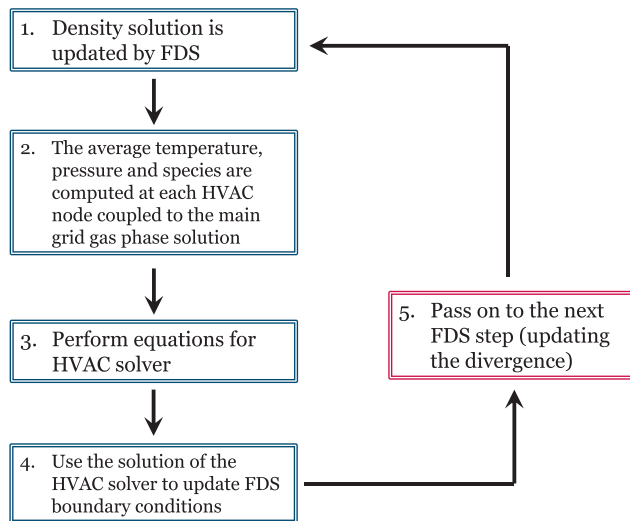 1. Density solution is
updated by FDS
2. The average temperature,
pressure and species are
computed at each HVAC
node coupled to the main
grid gas phase solution
3. Perform equations for
HVAC solver
4. Use the solution of the
HVAC solver to update FDS
boundary conditions
5. Pass on to the next
FDS step (updating
the divergence)